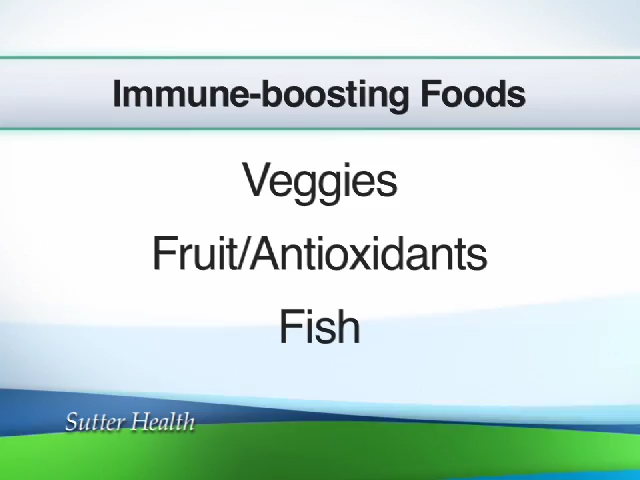 Immune-boosting Foods
Veggies
Fruit/Antioxidants
Fish
Sutter Health